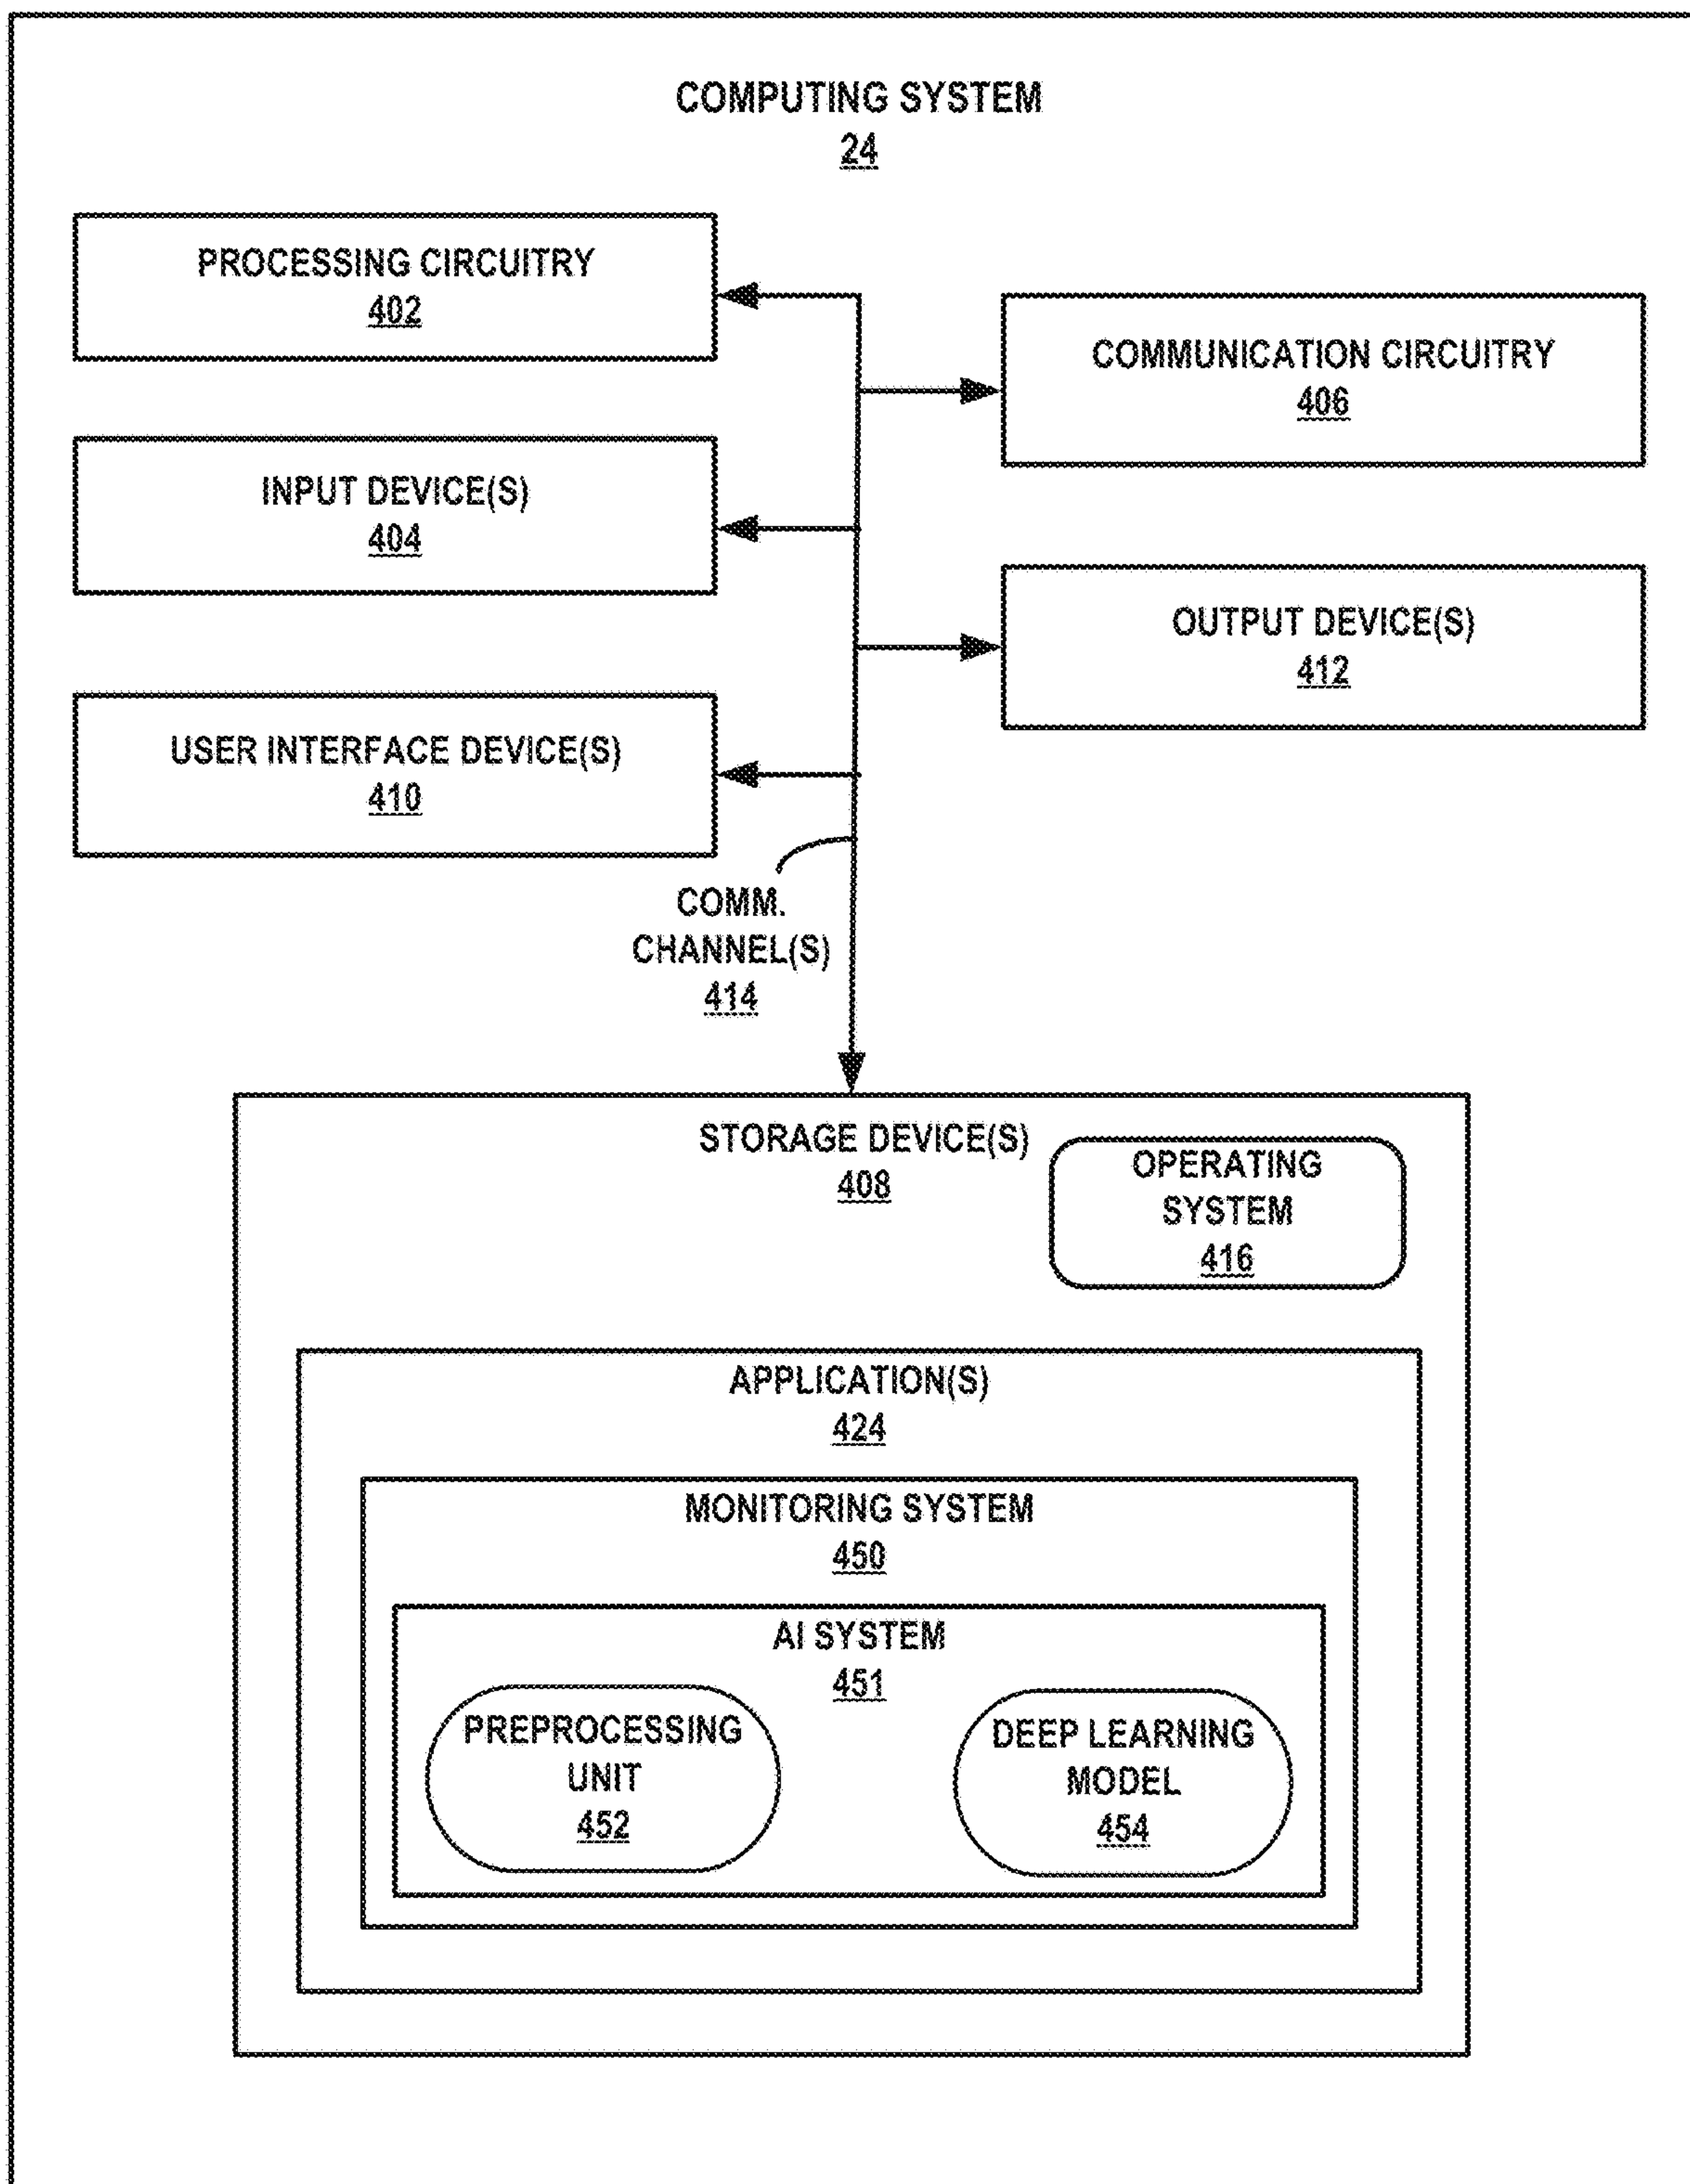 COMPUTING SYSTEM
24
PROCESSING CIRCUITRY
402
COMMUNICATION CIRCUITRY
406
INPUT DEVICE(S)
404
OUTPUT DEVICE(S)
412
USER INTERFACE DEVICE(S)
410
COMM.
CHANNEL(S)
414
STORAGE DEVICE(S)
408
OPERATING
SYSTEM
416
APPLICATION(S)
424
MONITORING SYSTEM
450
AI SYSTEM
451
PREPROCESSING
UNIT
452
DEEP LEARNING
MODEL
454